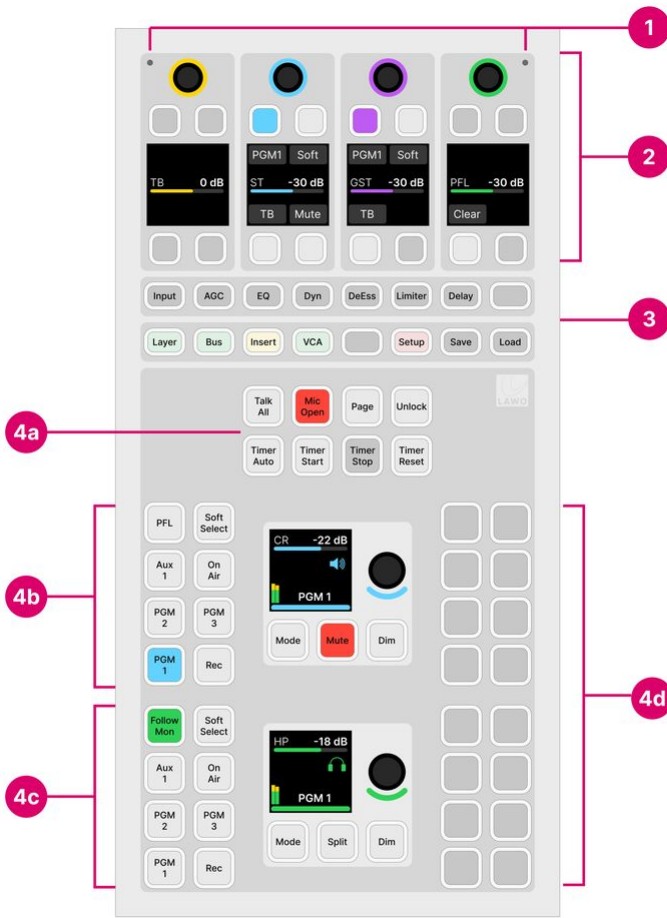 1
2
TB 0 dB
PGM1 Soft
ST -30 dB
TB Mute
PGM1 Soft
GST -30 dB
TB
PFL -30 dB
Clear
Input AGC EQ Dyn DeEss Limiter Delay
3
Layer Bus Insert VCA Setup Save Load
LAWO
4a
Talk All
Mic Open
Page
Unlock
Timer Auto
Timer Start
Timer Stop
Timer Reset
4b
PFL
Soft Select
Aux 1
On Air
PGM 2
PGM 3
PGM 1
Rec
CR -22 dB
PGM 1
Mode Mute Dim
4c
Follow Mon
Soft Select
Aux 1
On Air
PGM 2
PGM 3
PGM 1
Rec
HP -18 dB
PGM 1
Mode Split Dim
4d